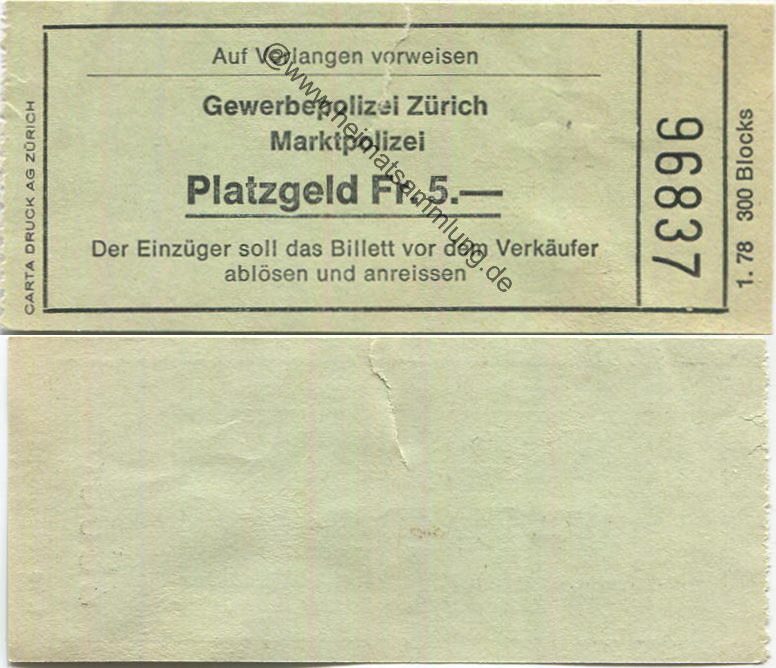 Auf Verlangen vorweisen
Gewerbepolizei Zürich
Marktpolizei
Platzgeld Fr. 5.—
Der Einzüger soll das Billett vor dem Verkäufer
ablösen und anreissen
CARTA DRUCK AG ZÜRICH
96837
1. 78 300 Blocks
©www.heimatsammlung.de